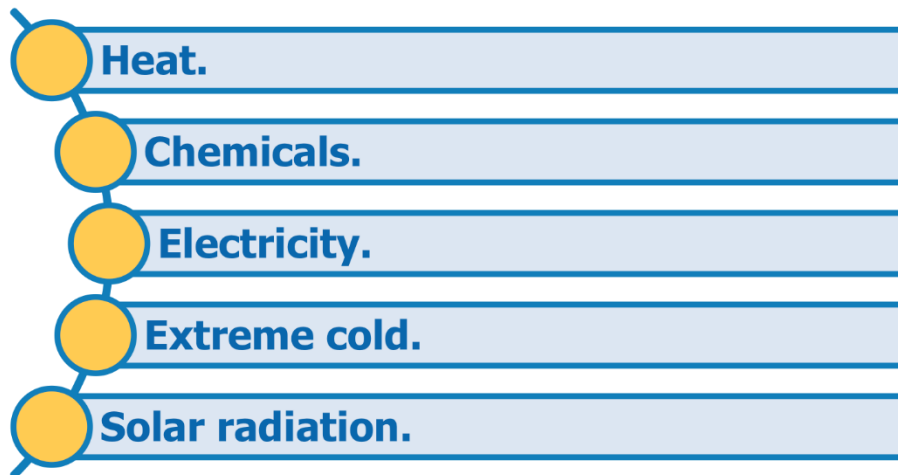 Heat.
Chemicals.
Electricity.
Extreme cold.
Solar radiation.